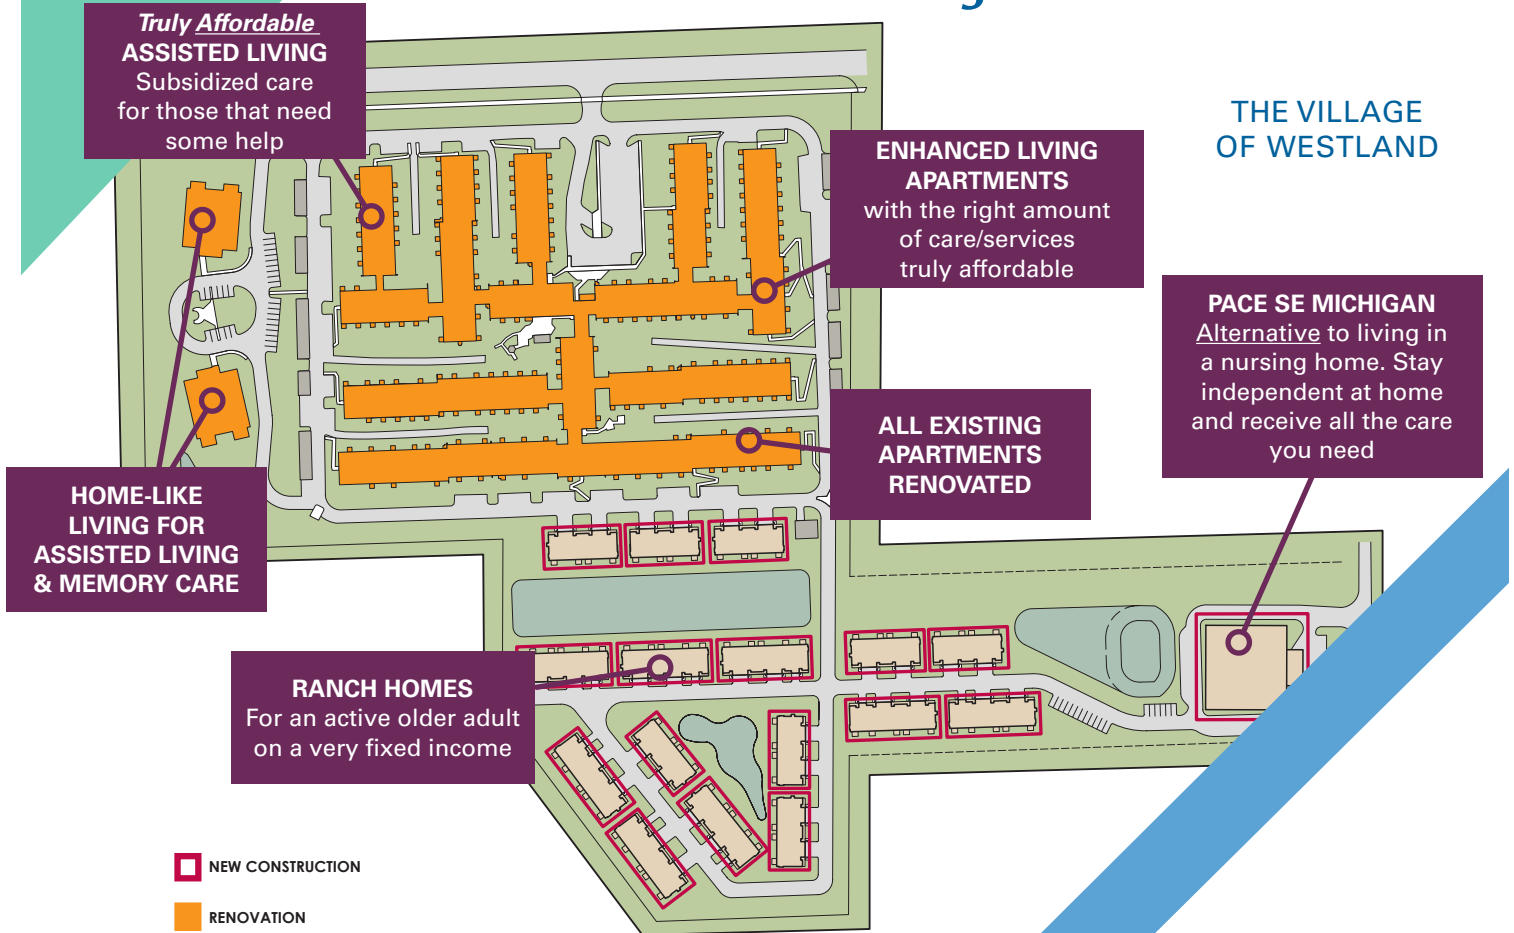 Truly Affordable
ASSISTED LIVING
Subsidized care
for those that need
some help
THE VILLAGE
OF WESTLAND
ENHANCED LIVING
APARTMENTS
with the right amount
of care/services
truly affordable
PACE SE MICHIGAN
Alternative to living in
a nursing home. Stay
independent at home
and receive all the care
you need
ALL EXISTING
APARTMENTS
RENOVATED
HOME-LIKE
LIVING FOR
ASSISTED LIVING
& MEMORY CARE
RANCH HOMES
For an active older adult
on a very fixed income
NEW CONSTRUCTION
RENOVATION